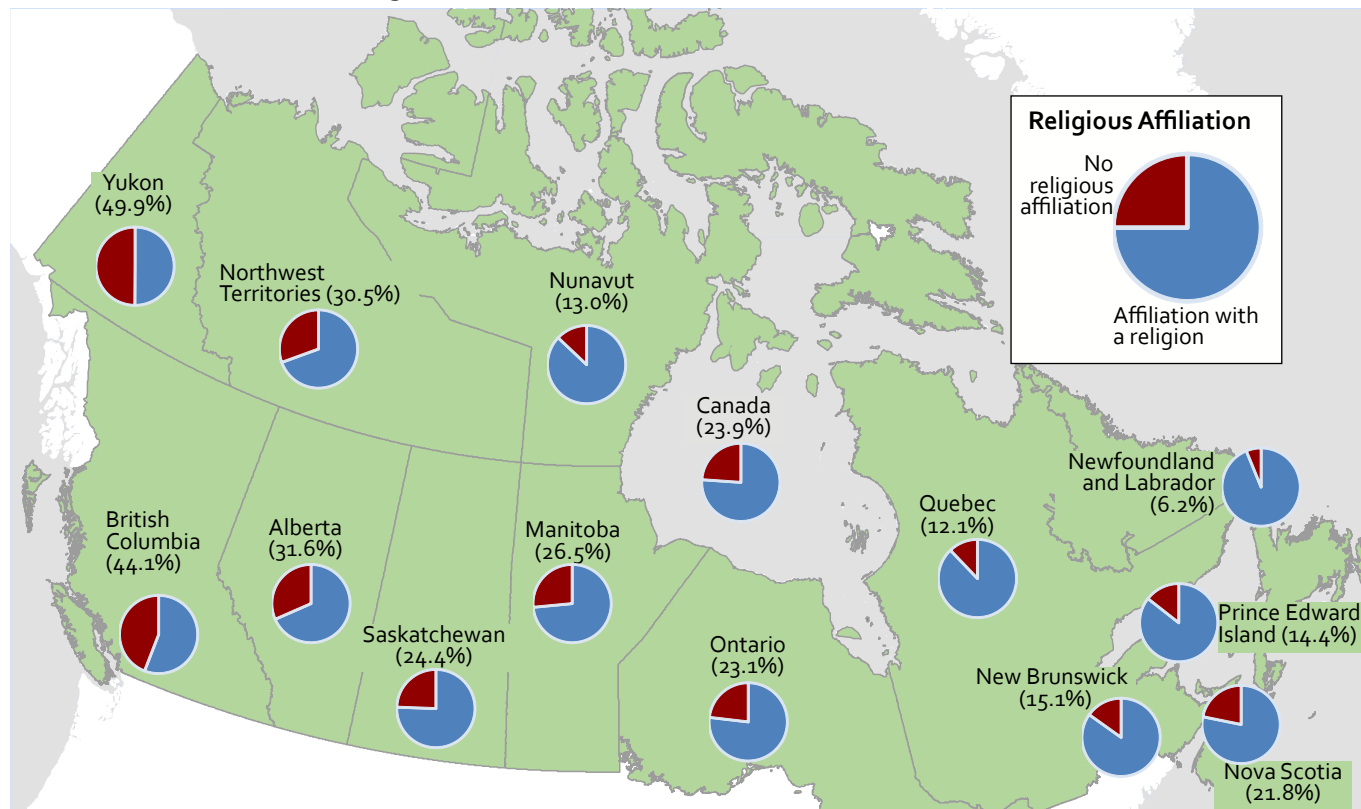 Religious Affiliation
No
religious
affiliation
Affiliation with
a religion
Yukon
(49.9%)
Northwest
Territories (30.5%)
Nunavut
(13.0%)
Canada
(23.9%)
Newfoundland
and Labrador
(6.2%)
British
Columbia
(44.1%)
Alberta
(31.6%)
Manitoba
(26.5%)
Quebec
(12.1%)
Saskatchewan
(24.4%)
Ontario
(23.1%)
Prince Edward
Island (14.4%)
New Brunswick
(15.1%)
Nova Scotia
(21.8%)